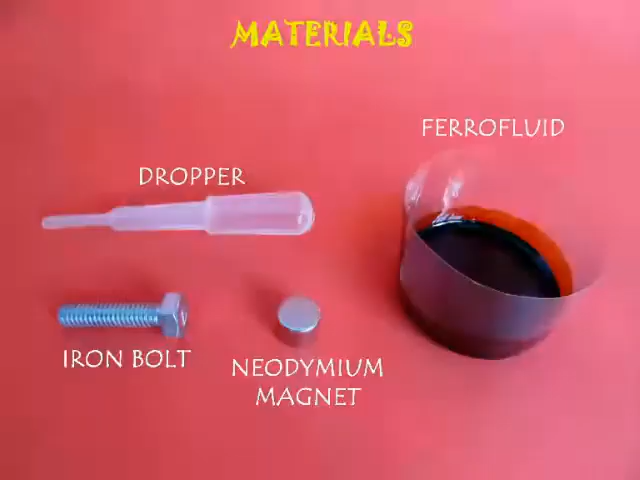 MATERIALS
FERROFLUID
DROPPER
IRON BOLT
NEODYMIUM
MAGNET